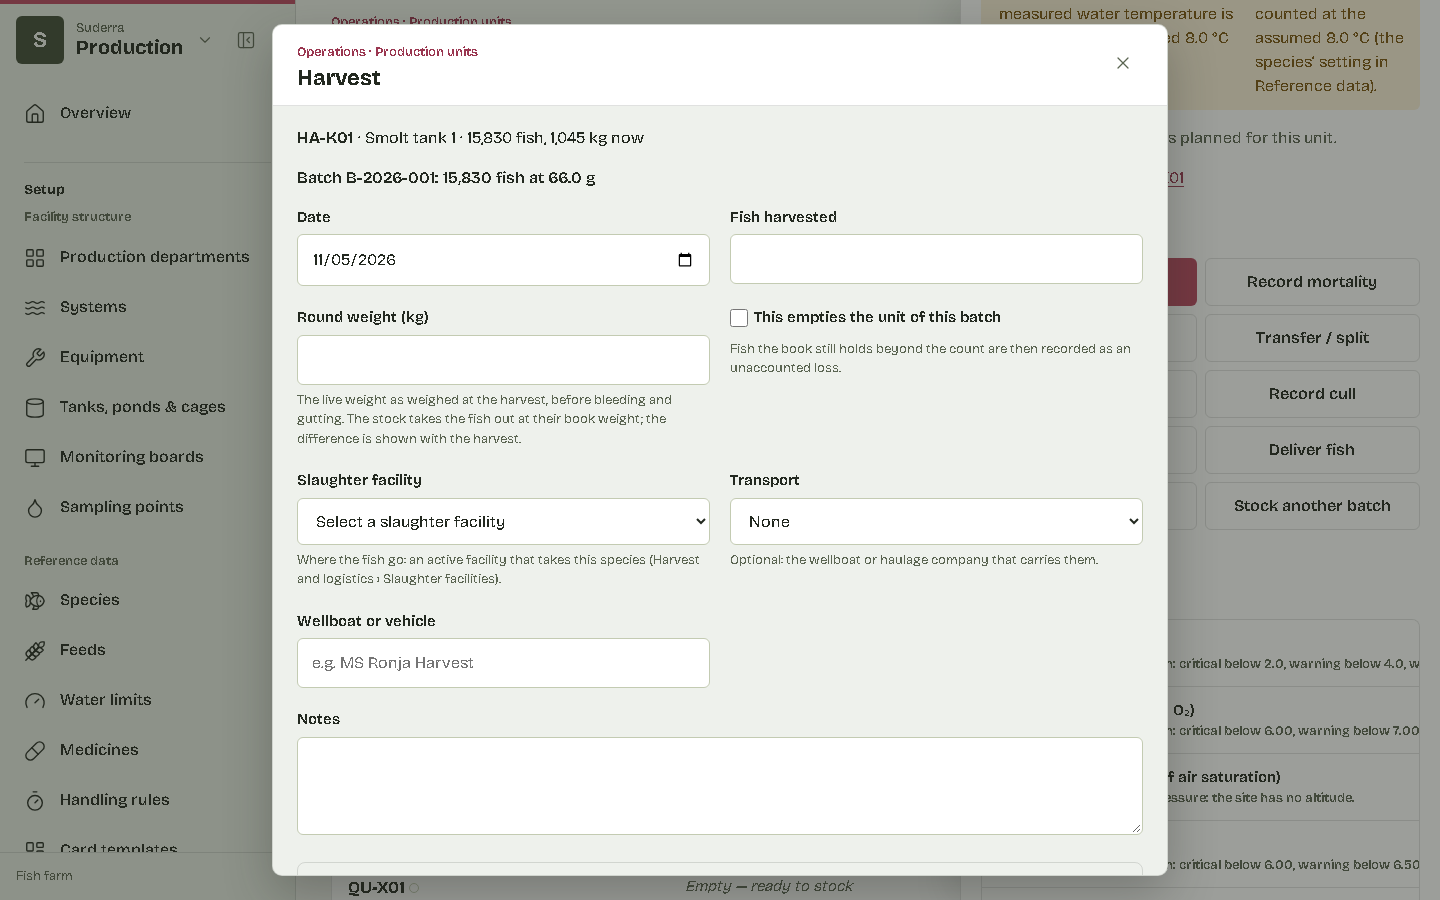 Suderra
S
Production
Overview
Setup
Facility structure
Production departments
Systems
Equipment
Tanks, ponds & cages
Monitoring boards
Sampling points
Reference data
Species
Feeds
Water limits
Medicines
Handling rules
Card templates
Fish farm
Operations · Production units
Operations · Production units
Harvest
HA-K01 · Smolt tank 1 · 15,830 fish, 1,045 kg now
Batch B-2026-001: 15,830 fish at 66.0 g
Date
Fish harvested
11/05/2026
Round weight (kg)
This empties the unit of this batch
Fish the book still holds beyond the count are then recorded as an
unaccounted loss.
The live weight as weighed at the harvest, before bleeding and
gutting. The stock takes the fish out at their book weight; the
difference is shown with the harvest.
Slaughter facility
Transport
Select a slaughter facility
None
Where the fish go: an active facility that takes this species (Harvest
and logistics › Slaughter facilities).
Optional: the wellboat or haulage company that carries them.
Wellboat or vehicle
e.g. MS Ronja Harvest
Notes
QU-X01
Empty — ready to stock
measured water temperature is
d 8.0 °C
counted at the
assumed 8.0 °C (the
species' setting in
Reference data).
s planned for this unit.
01
Record mortality
Transfer / split
Record cull
Deliver fish
Stock another batch
: critical below 2.0, warning below 4.0, w
O₂)
: critical below 6.00, warning below 7.00
f air saturation)
essure: the site has no altitude.
: critical below 6.00, warning below 6.50